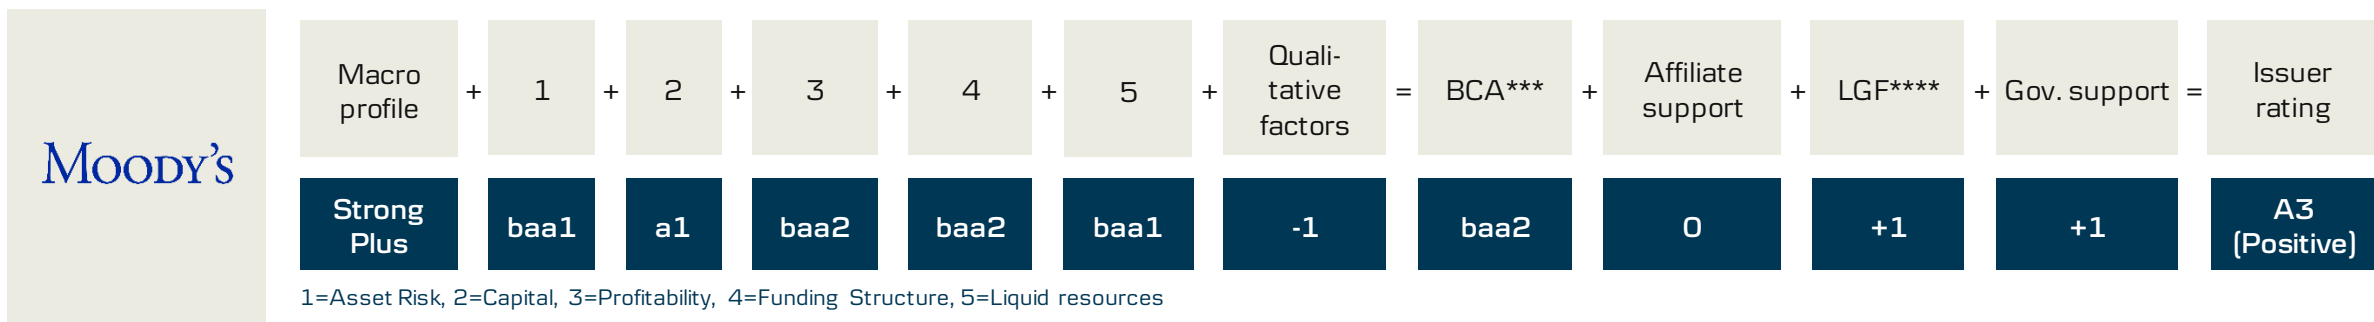 MOODY'S
Macro
profile
+
1
+
2
+
3
+
4
+
5
+
Quali-
tative
factors
=
BCA***
+
Affiliate
support
+
LGF****
+
Gov. support
=
Issuer
rating
Strong
Plus
baa1
a1
baa2
baa2
baa1
-1
baa2
0
+1
+1
A3
(Positive)
1=Asset Risk, 2=Capital, 3=Profitability, 4=Funding Structure, 5=Liquid resources